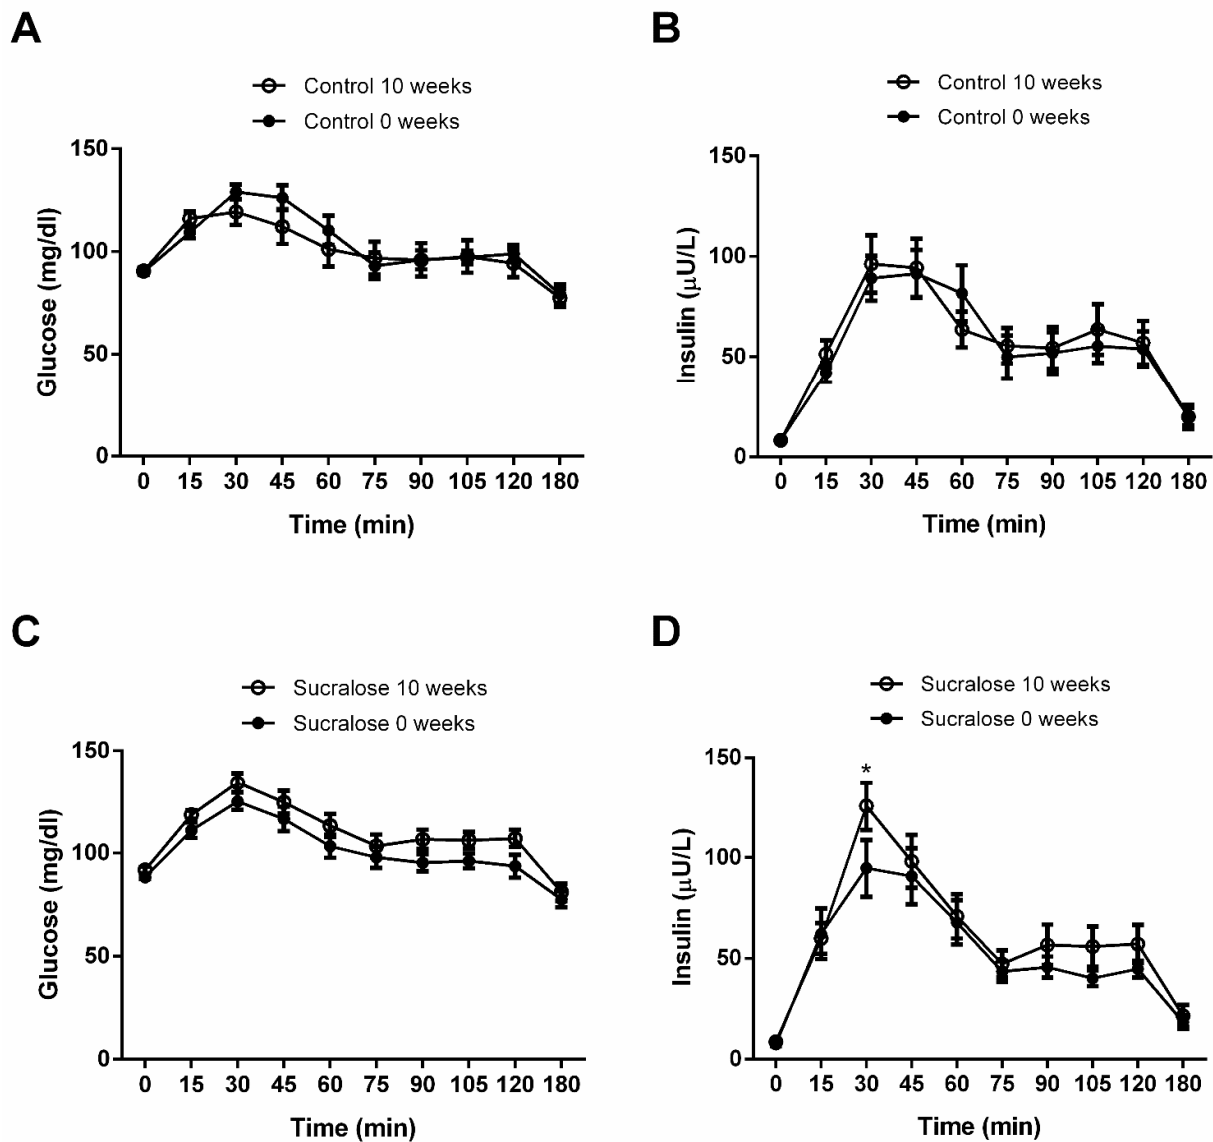 A
Control 10 weeks
Control 0 weeks
150
100
50
0
Glucose (mg/dl)
0 15 30 45 60 75 90 105 120 180
Time (min)
B
Control 10 weeks
Control 0 weeks
150
100
50
0
Insulin (μU/L)
0 15 30 45 60 75 90 105 120 180
Time (min)
C
Sucralose 10 weeks
Sucralose 0 weeks
150
100
50
0
Glucose (mg/dl)
0 15 30 45 60 75 90 105 120 180
Time (min)
D
Sucralose 10 weeks
Sucralose 0 weeks
150
100
50
0
*
Insulin (μU/L)
0 15 30 45 60 75 90 105 120 180
Time (min)